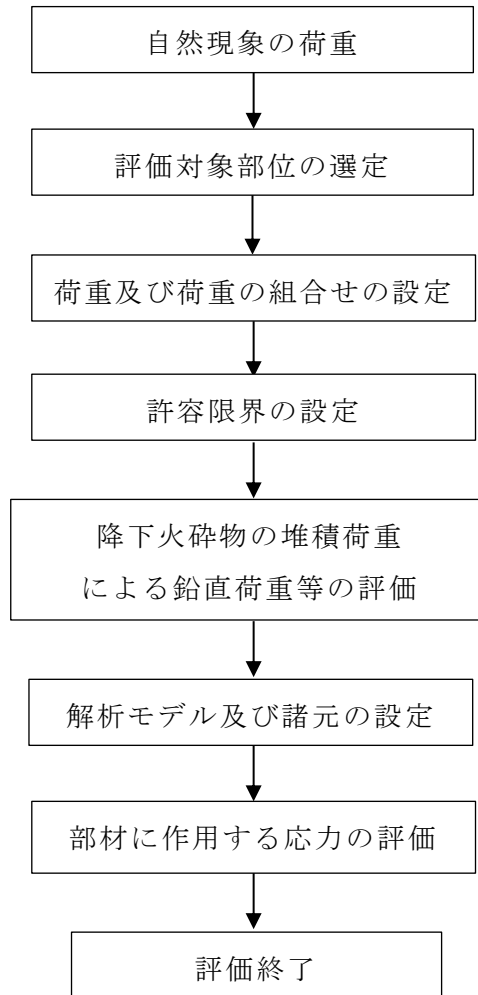 自然現象の荷重
評価対象部位の選定
荷重及び荷重の組合せの設定
許容限界の設定
降下火砕物の堆積荷重
による鉛直荷重等の評価
解析モデル及び諸元の設定
部材に作用する応力の評価
評価終了